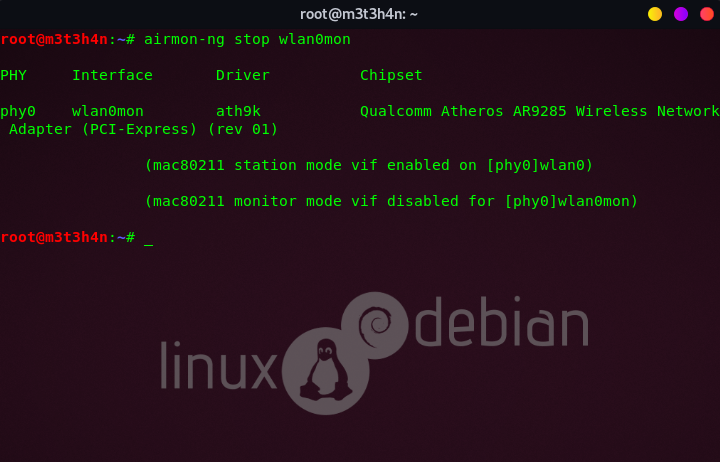 root@m3t3h4n: ~
root@m3t3h4n:~# airmon-ng stop wlan0mon
PHY     Interface       Driver          Chipset
phy0    wlan0mon        ath9k           Qualcomm Atheros AR9285 Wireless Network
 Adapter (PCI-Express) (rev 01)
                (mac80211 station mode vif enabled on [phy0]wlan0)
                (mac80211 monitor mode vif disabled for [phy0]wlan0mon)
root@m3t3h4n:~# _
debian
linux